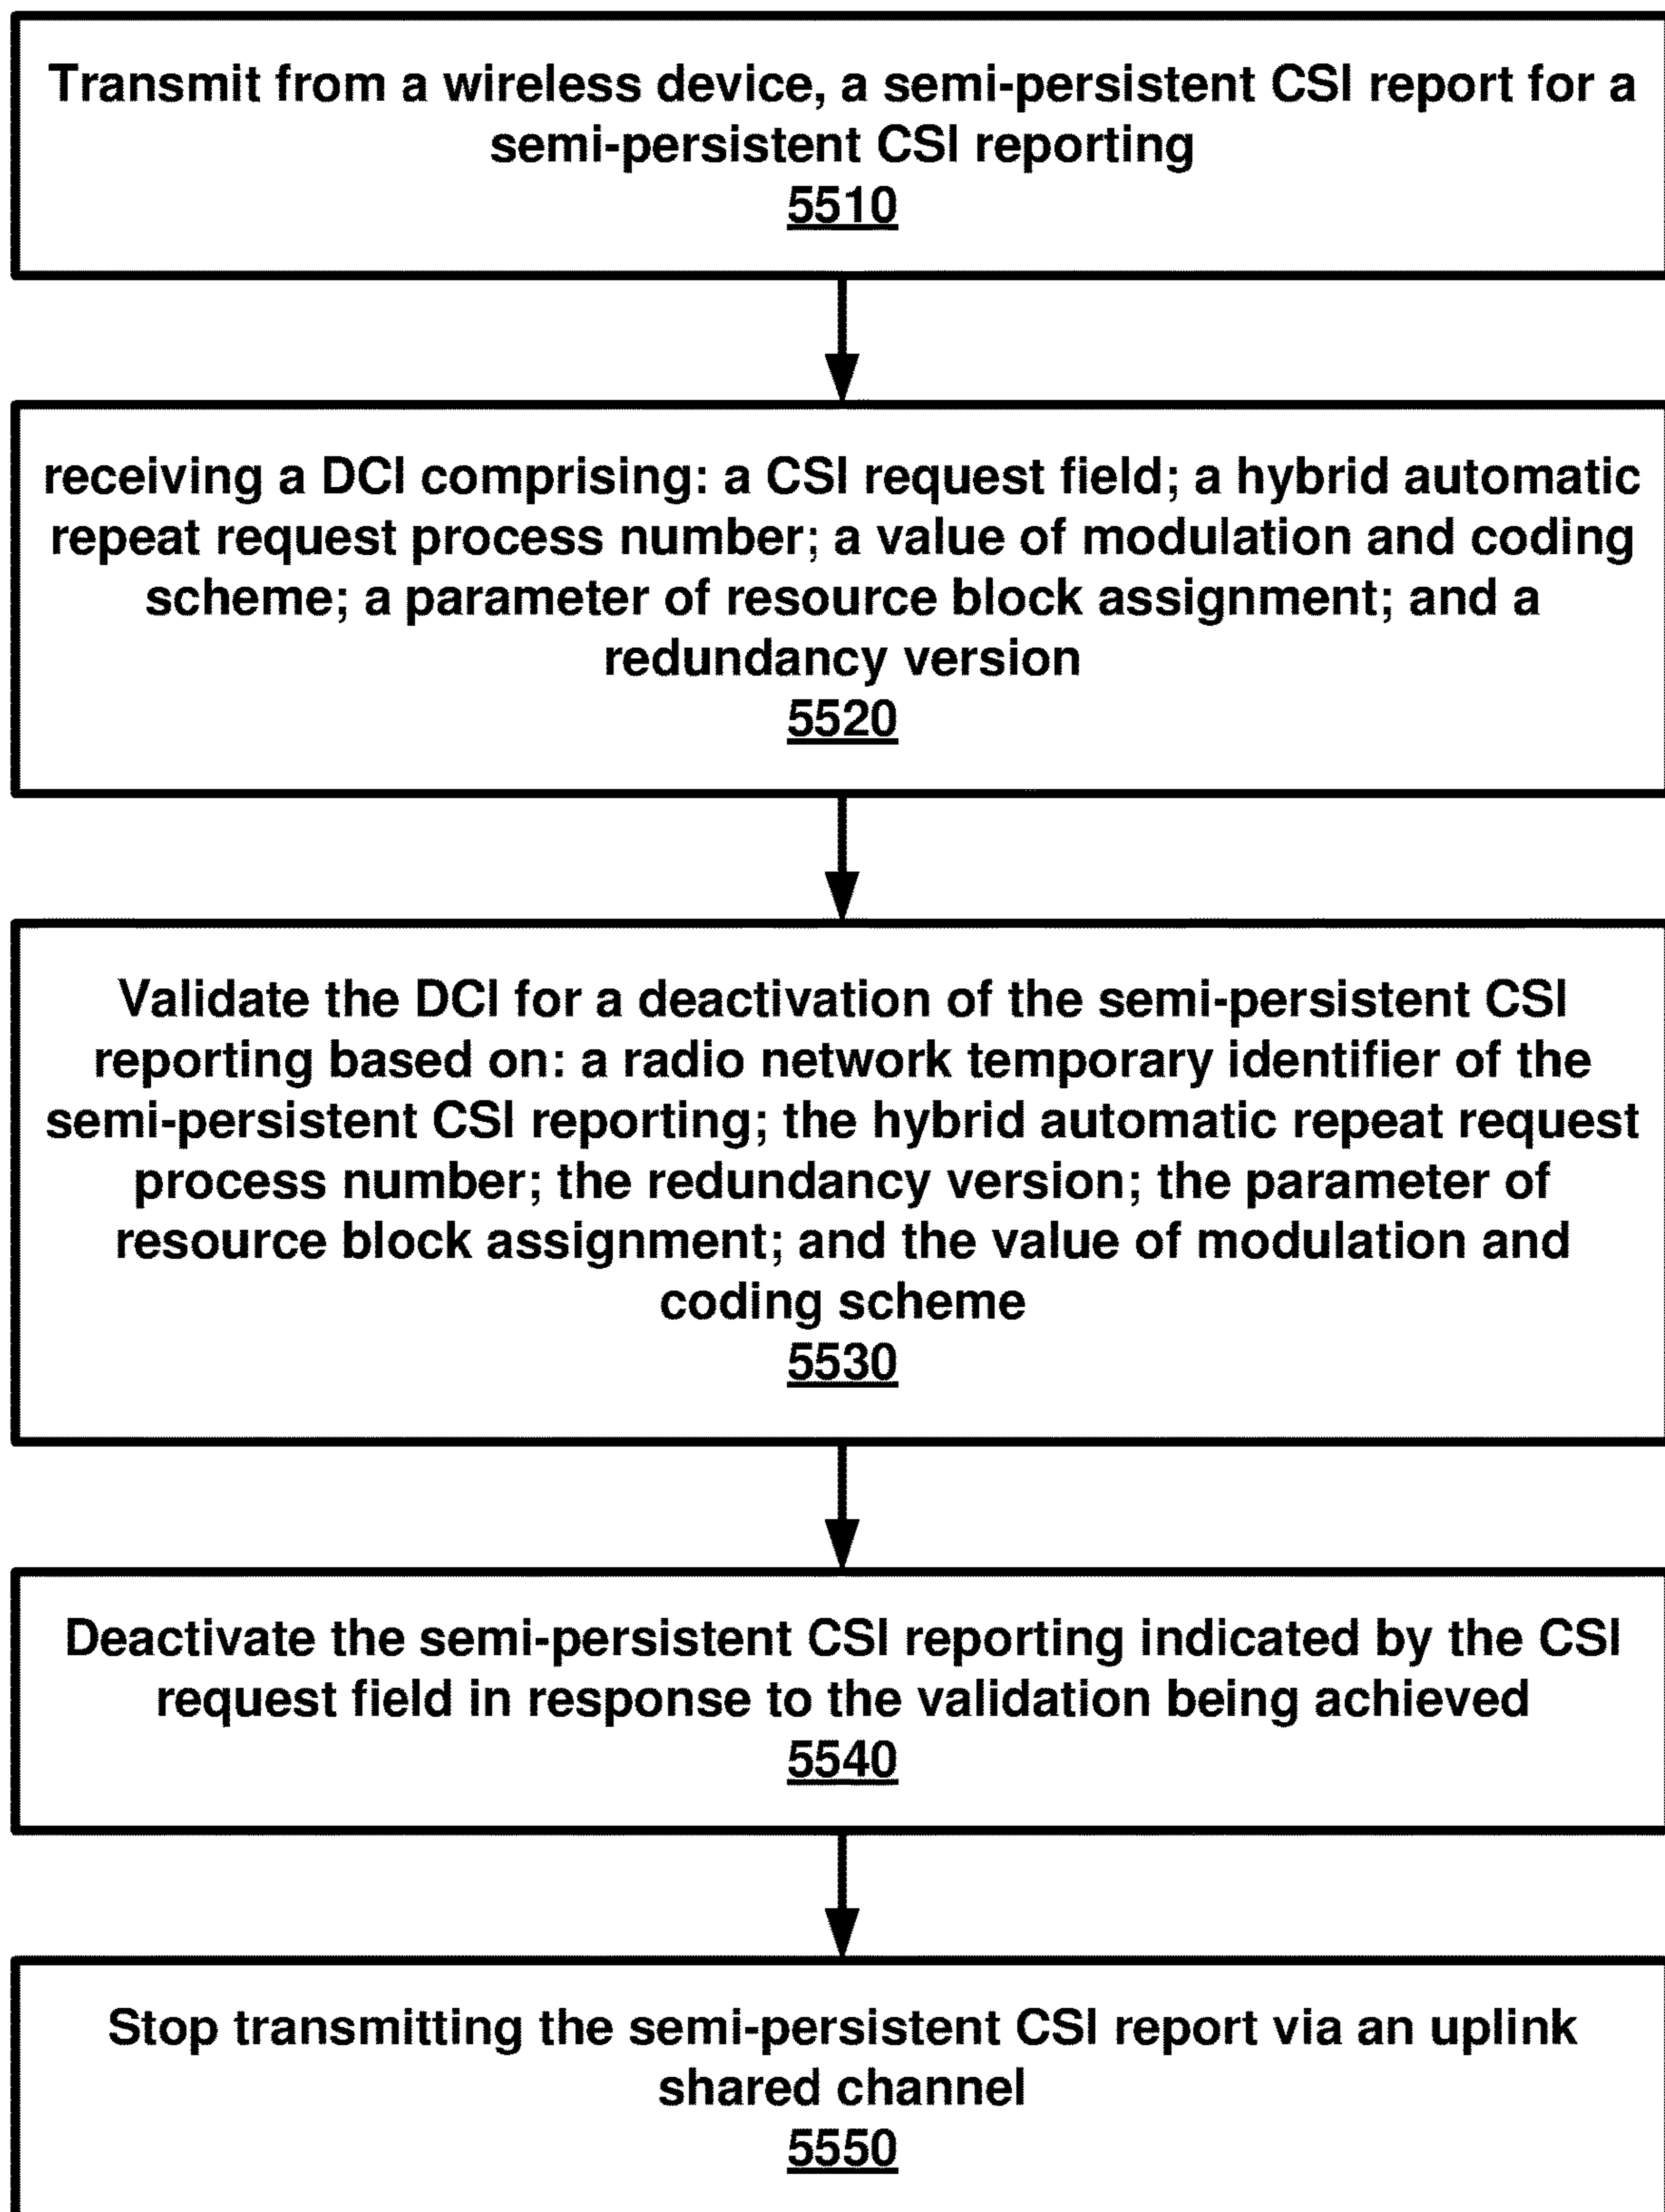 Transmit from a wireless device, a semi-persistent CSI report for a
semi-persistent CSI reporting
5510
receiving a DCI comprising: a CSI request field; a hybrid automatic
repeat request process number; a value of modulation and coding
scheme; a parameter of resource block assignment; and a
redundancy version
5520
Validate the DCI for a deactivation of the semi-persistent CSI
reporting based on: a radio network temporary identifier of the
semi-persistent CSI reporting; the hybrid automatic repeat request
process number; the redundancy version; the parameter of
resource block assignment; and the value of modulation and
coding scheme
5530
Deactivate the semi-persistent CSI reporting indicated by the CSI
request field in response to the validation being achieved
5540
Stop transmitting the semi-persistent CSI report via an uplink
shared channel
5550